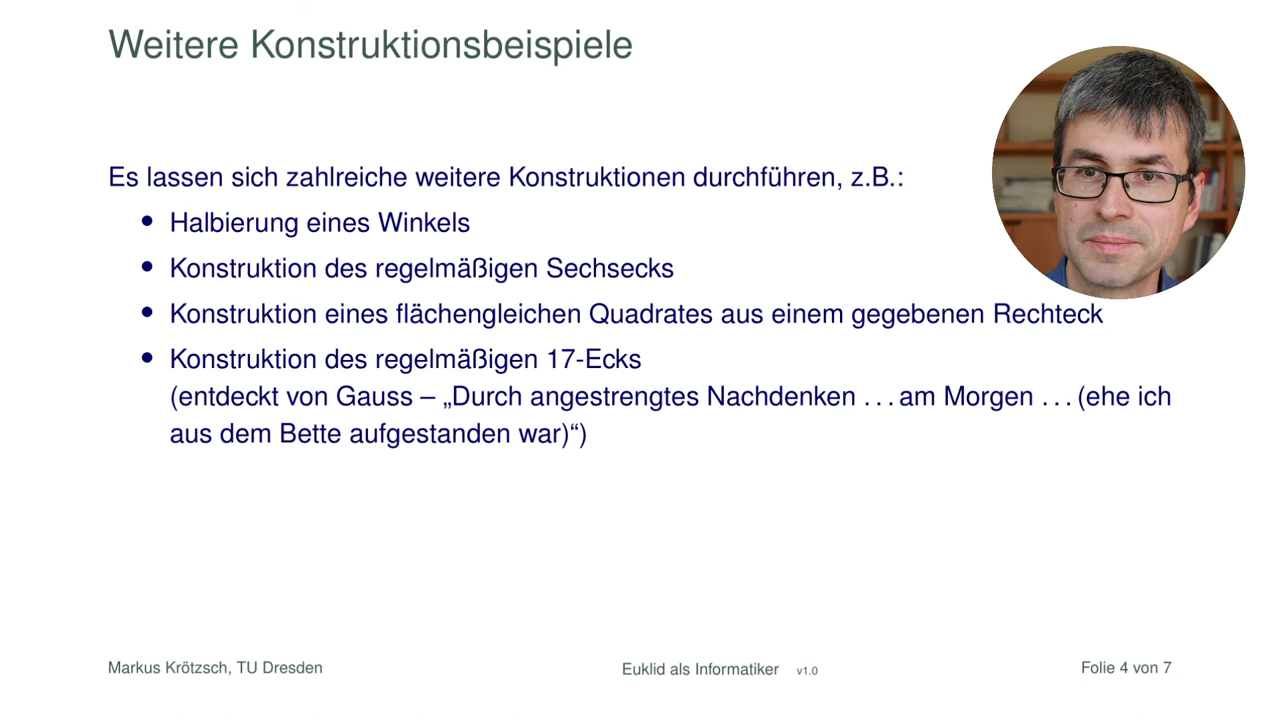 Weitere Konstruktionsbeispiele
Es lassen sich zahlreiche weitere Konstruktionen durchführen, z.B.:
• Halbierung eines Winkels
• Konstruktion des regelmäßigen Sechsecks
• Konstruktion eines flächengleichen Quadrates aus einem gegebenen Rechteck
• Konstruktion des regelmäßigen 17-Ecks
(entdeckt von Gauss – „Durch angestrengtes Nachdenken . . . am Morgen . . . (ehe ich
aus dem Bette aufgestanden war)“)
Markus Krötzsch, TU Dresden Euklid als Informatiker v1.0 Folie 4 von 7